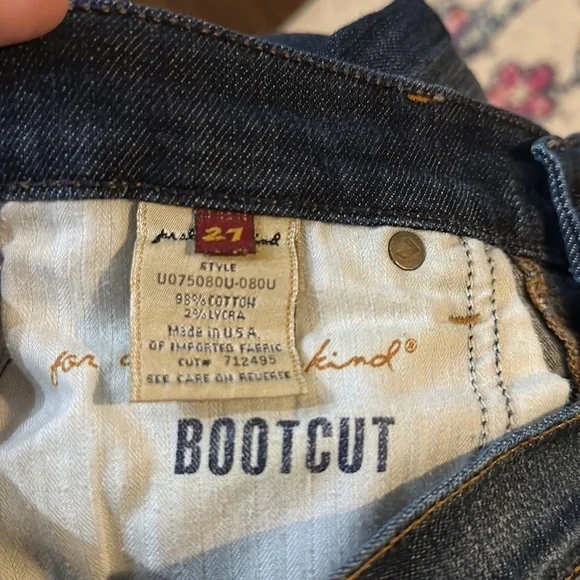 27
STYLE
U075080U-080U
98% COTTON
2% LYCRA
Made in U.S.A.
OF IMPORTED FABRIC
CUT# 712495
SEE CARE ON REVERSE
for kind®
BOOTCUT